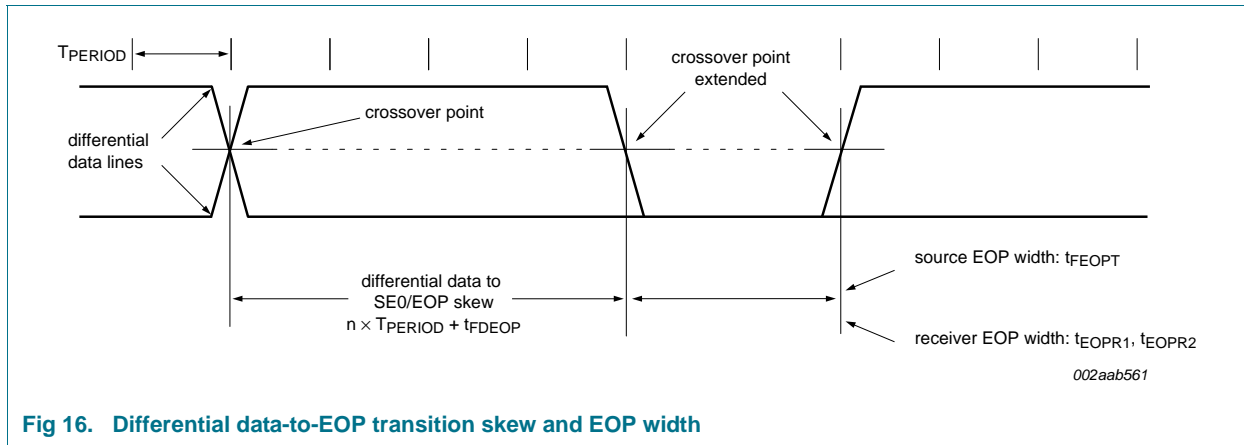 TPERIOD
crossover point
extended
crossover point
differential
data lines
differential data to
SE0/EOP skew
n × TPERIOD + tFDEOP
source EOP width: tFEOPT
receiver EOP width: tEOPR1, tEOPR2
002aab561
Fig 16. Differential data-to-EOP transition skew and EOP width